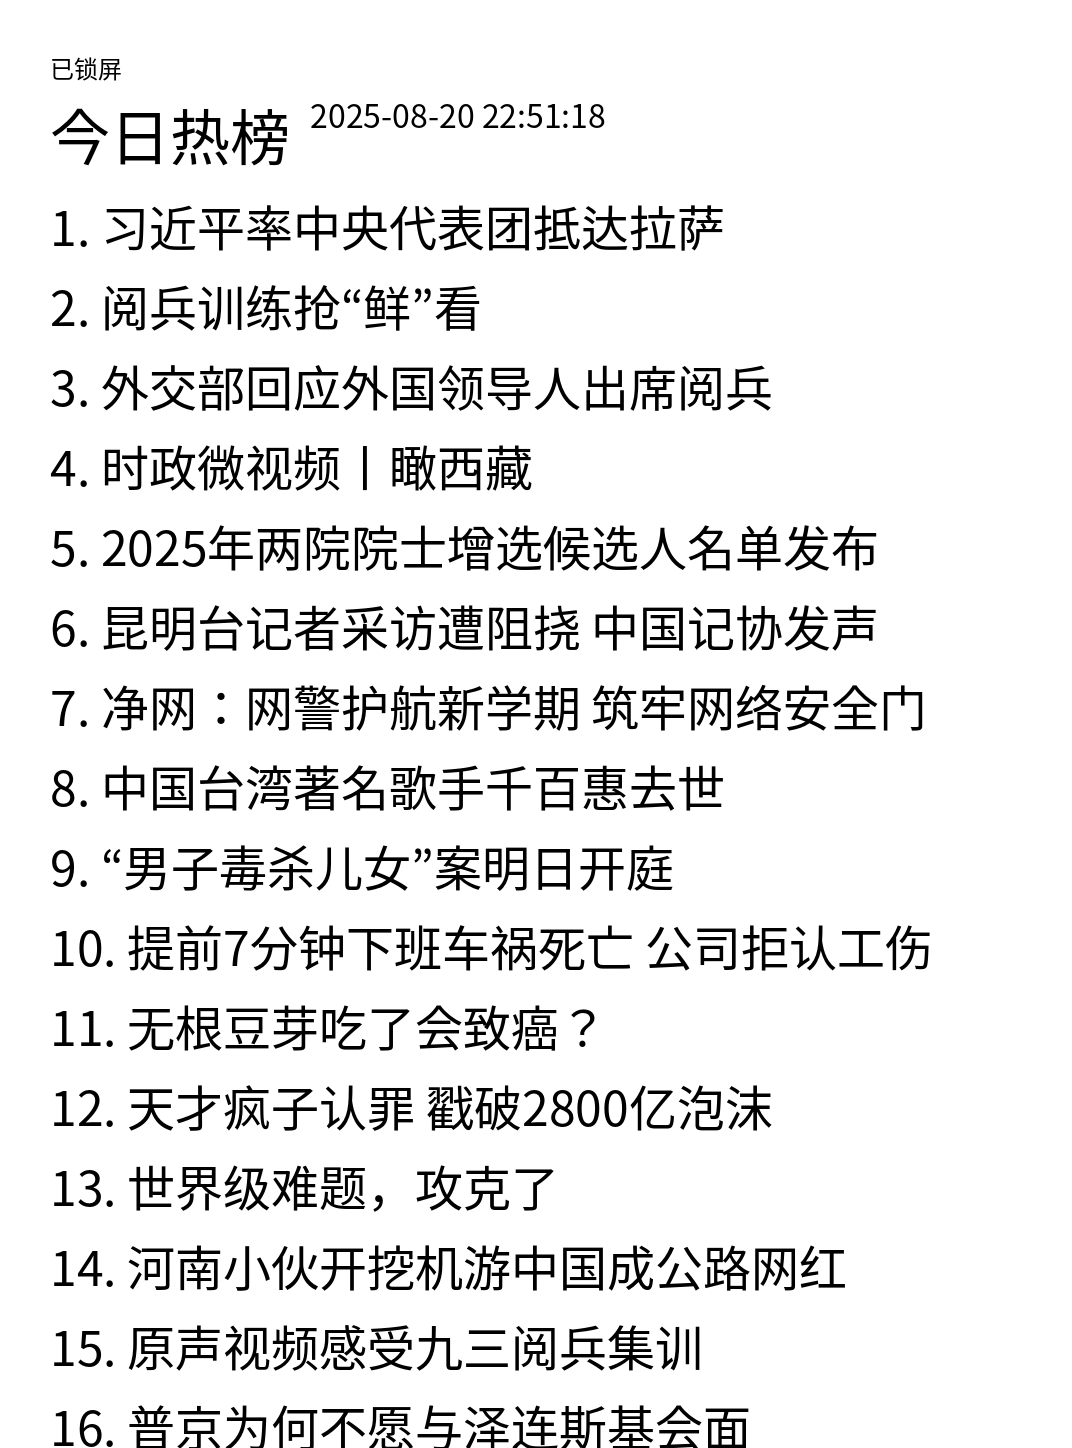 已锁屏
今日热榜 2025-08-20 22:51:18
1. 习近平率中央代表团抵达拉萨
2. 阅兵训练抢“鲜”看
3. 外交部回应外国领导人出席阅兵
4. 时政微视频丨瞰西藏
5. 2025年两院院士增选候选人名单发布
6. 昆明台记者采访遭阻挠 中国记协发声
7. 净网：网警护航新学期 筑牢网络安全门
8. 中国台湾著名歌手千百惠去世
9. “男子毒杀儿女”案明日开庭
10. 提前7分钟下班车祸死亡 公司拒认工伤
11. 无根豆芽吃了会致癌？
12. 天才疯子认罪 戳破2800亿泡沫
13. 世界级难题，攻克了
14. 河南小伙开挖机游中国成公路网红
15. 原声视频感受九三阅兵集训
16. 普京为何不愿与泽连斯基会面